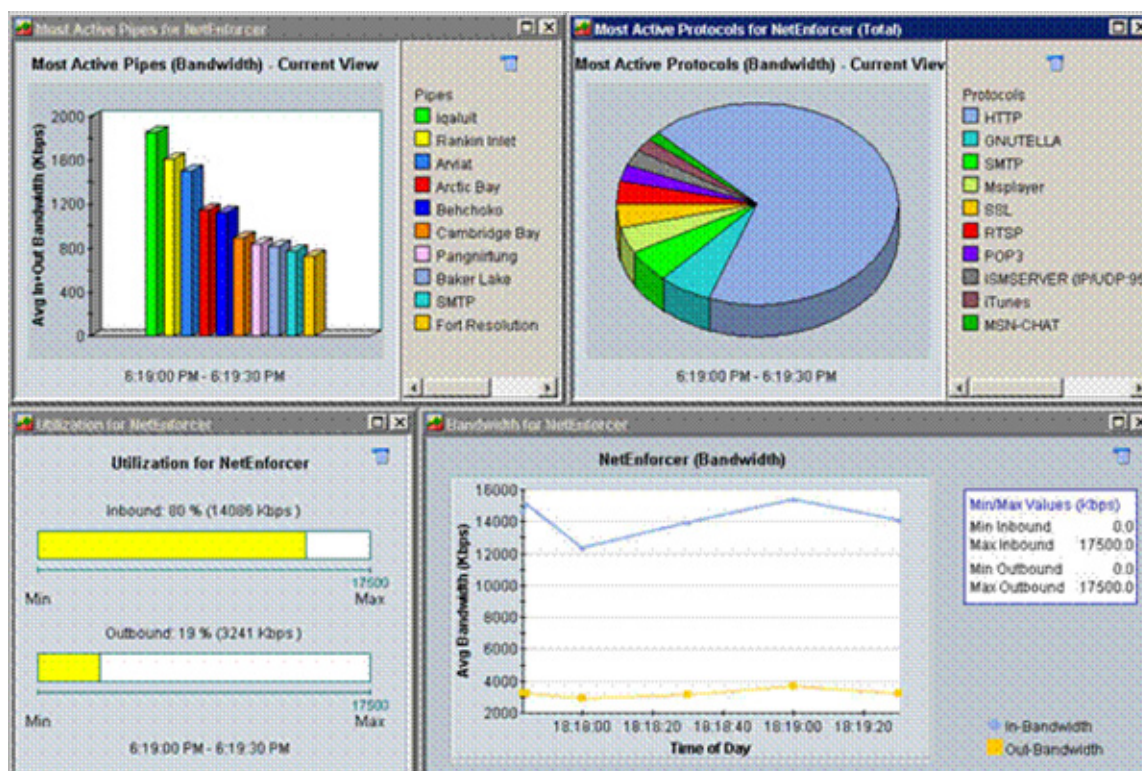 Most Active Pipes for NetEnforcer
Most Active Pipes (Bandwidth) - Current View
Avg In+Out Bandwidth (Kbps)
2000
1600
1200
800
400
0
6:19:00 PM - 6:19:30 PM
Pipes
Iqaluit
Rankin Inlet
Arviat
Arctic Bay
Behchoko
Cambridge Bay
Pangnirtung
Baker Lake
SMTP
Fort Resolution
Most Active Protocols for NetEnforcer (Total)
Most Active Protocols (Bandwidth) - Current View
6:19:00 PM - 6:19:30 PM
Protocols
HTTP
GNUTELLA
SMTP
Msplayer
SSL
RTSP
POP3
ISMSERVER (IP/UDP:99
iTunes
MSN-CHAT
Utilization for NetEnforcer
Utilization for NetEnforcer
Inbound: 80 % (14086 Kbps )
17500
Min Max
Outbound: 19 % (3241 Kbps )
17500
Min Max
6:19:00 PM - 6:19:30 PM
Bandwidth for NetEnforcer
NetEnforcer (Bandwidth)
Avg Bandwidth (Kbps)
16000
14000
12000
10000
8000
6000
4000
2000
18:18:00 18:18:20 18:18:40 18:19:00 18:19:20
Time of Day
Min/Max Values (Kbps)
Min Inbound 0.0
Max Inbound 17500.0
Min Outbound 0.0
Max Outbound 17500.0
In-Bandwidth
Out-Bandwidth